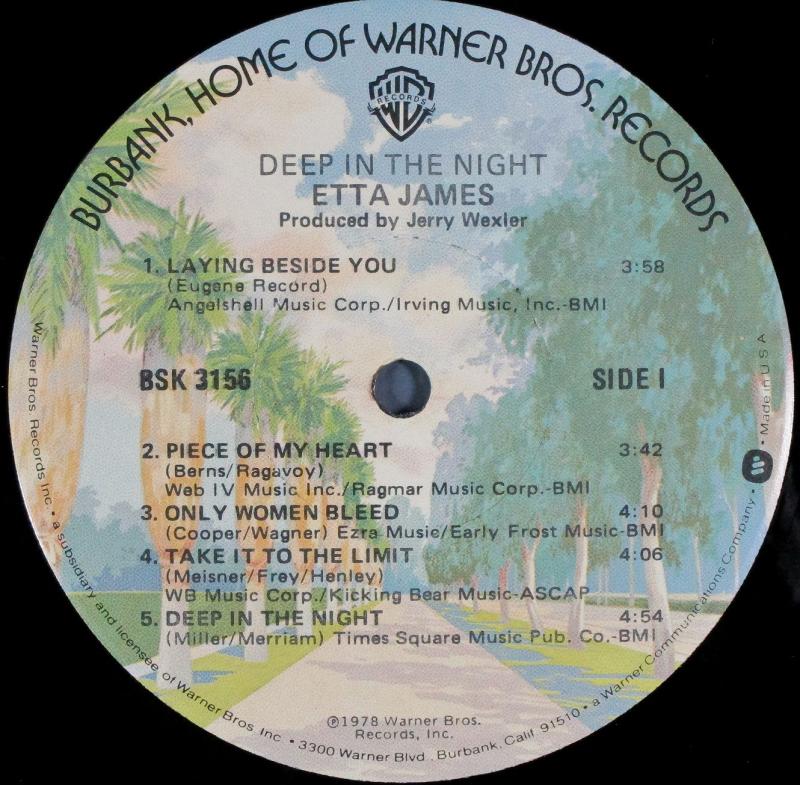 BURBANK, HOME OF WARNER BROS. RECORDS
WB
RECORDS
DEEP IN THE NIGHT
ETTA JAMES
Produced by Jerry Wexler
1. LAYING BESIDE YOU 3:58
(Eugene Record)
Angelshell Music Corp./Irving Music, Inc.-BMI
BSK 3156 SIDE I
2. PIECE OF MY HEART 3:42
(Berns/Ragavoy)
Web IV Music Inc./Ragmar Music Corp.-BMI
3. ONLY WOMEN BLEED 4:10
(Cooper/Wagner) Ezra Music/Early Frost Music-BMI
4. TAKE IT TO THE LIMIT 4:06
(Meisner/Frey/Henley)
WB Music Corp./Kicking Bear Music-ASCAP
5. DEEP IN THE NIGHT 4:54
(Miller/Merriam) Times Square Music Pub. Co.-BMI
℗1978 Warner Bros.
Records, Inc.
Warner Bros. Records Inc. • a subsidiary and licensee of Warner Bros. Inc. • 3300 Warner Blvd., Burbank, Calif. 91510 • a Warner Communications Company • Made in U S A